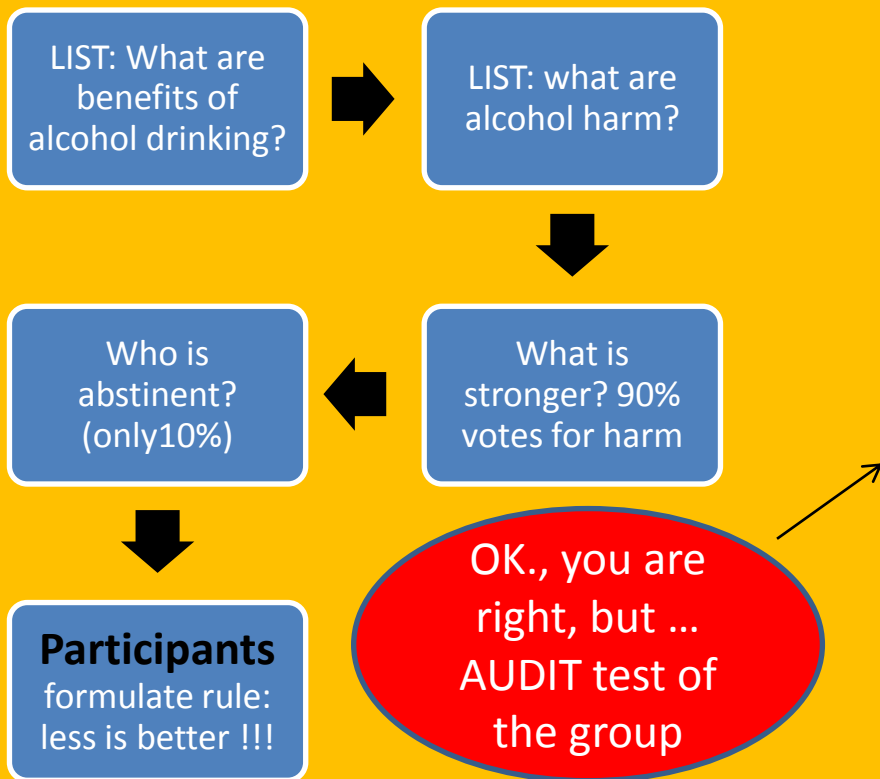 LIST: What are
benefits of
alcohol drinking?
LIST: what are
alcohol harm?
What is
stronger? 90%
votes for harm
Who is
abstinent?
(only10%)
Participants
formulate rule:
less is better !!!
OK., you are
right, but …
AUDIT test of
the group